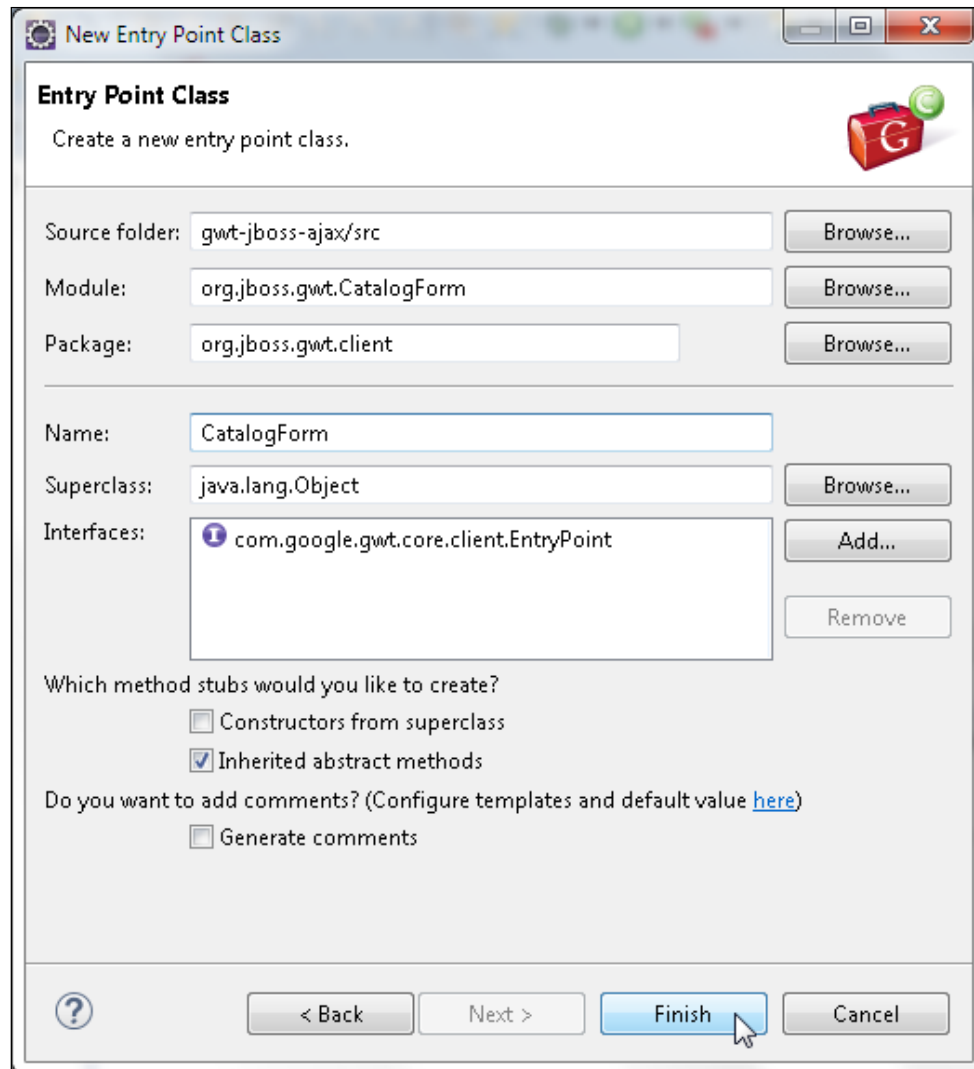 New Entry Point Class
Entry Point Class
Create a new entry point class.
G C
Source folder: gwt-jboss-ajax/src Browse...
Module: org.jboss.gwt.CatalogForm Browse...
Package: org.jboss.gwt.client Browse...
Name: CatalogForm
Superclass: java.lang.Object Browse...
Interfaces: I com.google.gwt.core.client.EntryPoint Add...
Remove
Which method stubs would you like to create?
Constructors from superclass
Inherited abstract methods
Do you want to add comments? (Configure templates and default value here)
Generate comments
? < Back Next > Finish Cancel